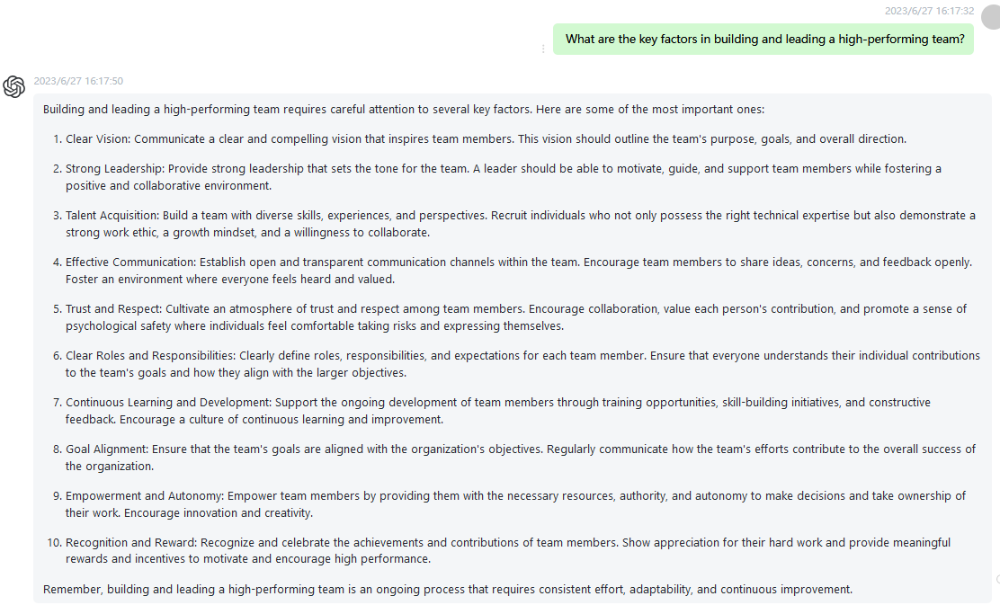 2023/6/27 16:17:32
What are the key factors in building and leading a high-performing team?
2023/6/27 16:17:50
Building and leading a high-performing team requires careful attention to several key factors. Here are some of the most important ones:
1. Clear Vision: Communicate a clear and compelling vision that inspires team members. This vision should outline the team's purpose, goals, and overall direction.
2. Strong Leadership: Provide strong leadership that sets the tone for the team. A leader should be able to motivate, guide, and support team members while fostering a
positive and collaborative environment.
3. Talent Acquisition: Build a team with diverse skills, experiences, and perspectives. Recruit individuals who not only possess the right technical expertise but also demonstrate a
strong work ethic, a growth mindset, and a willingness to collaborate.
4. Effective Communication: Establish open and transparent communication channels within the team. Encourage team members to share ideas, concerns, and feedback openly.
Foster an environment where everyone feels heard and valued.
5. Trust and Respect: Cultivate an atmosphere of trust and respect among team members. Encourage collaboration, value each person's contribution, and promote a sense of
psychological safety where individuals feel comfortable taking risks and expressing themselves.
6. Clear Roles and Responsibilities: Clearly define roles, responsibilities, and expectations for each team member. Ensure that everyone understands their individual contributions
to the team's goals and how they align with the larger objectives.
7. Continuous Learning and Development: Support the ongoing development of team members through training opportunities, skill-building initiatives, and constructive
feedback. Encourage a culture of continuous learning and improvement.
8. Goal Alignment: Ensure that the team's goals are aligned with the organization's objectives. Regularly communicate how the team's efforts contribute to the overall success of
the organization.
9. Empowerment and Autonomy: Empower team members by providing them with the necessary resources, authority, and autonomy to make decisions and take ownership of
their work. Encourage innovation and creativity.
10. Recognition and Reward: Recognize and celebrate the achievements and contributions of team members. Show appreciation for their hard work and provide meaningful
rewards and incentives to motivate and encourage high performance.
Remember, building and leading a high-performing team is an ongoing process that requires consistent effort, adaptability, and continuous improvement.